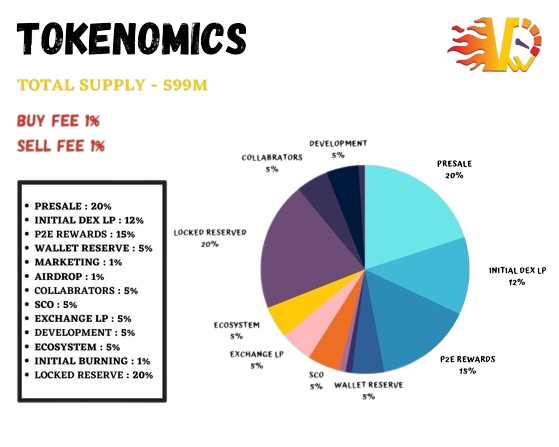 TOKENOMICS
TOTAL SUPPLY - 599M
BUY FEE 1%
SELL FEE 1%
• PRESALE : 20%
• INITIAL DEX LP : 12%
• P2E REWARDS : 15%
• WALLET RESERVE : 5%
• MARKETING : 1%
• AIRDROP : 1%
• COLLABRATORS : 5%
• SCO : 5%
• EXCHANGE LP : 5%
• DEVELOPMENT : 5%
• ECOSYSTEM : 5%
• INITIAL BURNING : 1%
• LOCKED RESERVE : 20%
DEVELOPMENT
5%
COLLABRATORS
5%
PRESALE
20%
LOCKED RESERVED
20%
INITIAL DEX LP
12%
ECOSYSTEM
5%
EXCHANGE LP
5%
P2E REWARDS
15%
SCO
5%
WALLET RESERVE
5%